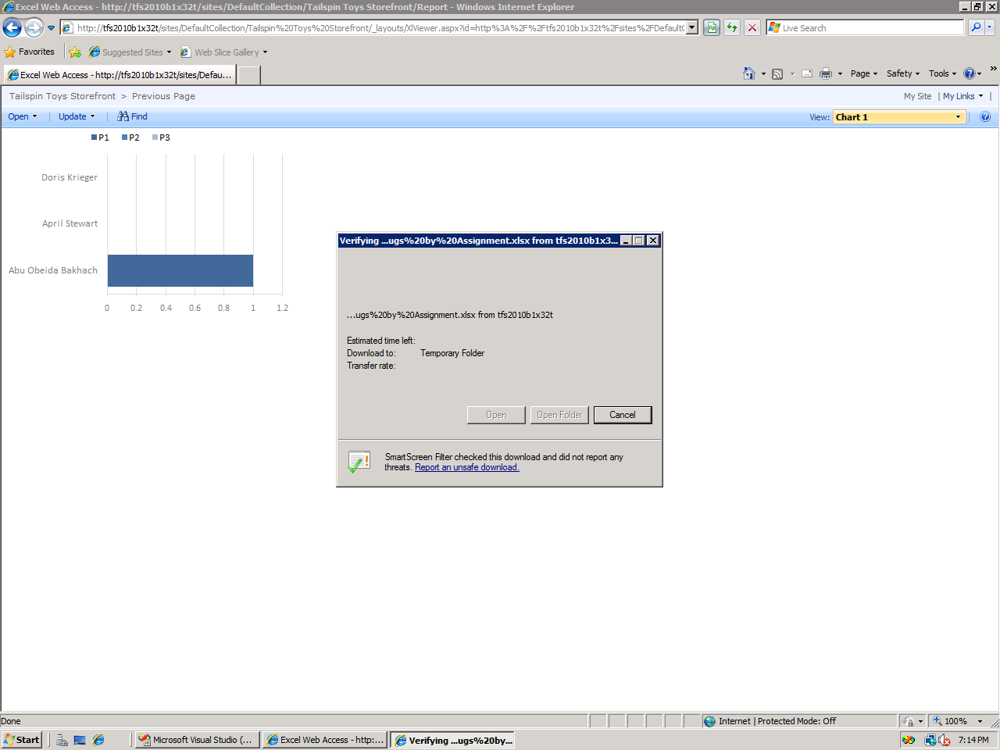 Excel Web Access - http://tfs2010b1x32t/sites/DefaultCollection/Tailspin Toys Storefront/Report - Windows Internet Explorer
http://tfs2010b1x32t/sites/DefaultCollection/Tailspin%20Toys%20Storefront/_layouts/XlViewer.aspx?id=http%3A%2F%2Ftfs2010b1x32t%2Fsites%2FDefaultC
Live Search
Favorites
Suggested Sites
Web Slice Gallery
Excel Web Access - http://tfs2010b1x32t/sites/Defau...
Page
Safety
Tools
Tailspin Toys Storefront > Previous Page
My Site | My Links |
Open
Update
Find
View: Chart 1
P1 P2 P3
Doris Krieger
April Stewart
Abu Obeida Bakhach
0 0.2 0.4 0.6 0.8 1 1.2
Verifying ...ugs%20by%20Assignment.xlsx from tfs2010b1x3...
...ugs%20by%20Assignment.xlsx from tfs2010b1x32t
Estimated time left:
Download to: Temporary Folder
Transfer rate:
Open
Open Folder
Cancel
SmartScreen Filter checked this download and did not report any
threats. Report an unsafe download.
Done
Internet | Protected Mode: Off
100%
Start
Microsoft Visual Studio (...
Excel Web Access - http:...
Verifying ...ugs%20by...
7:14 PM